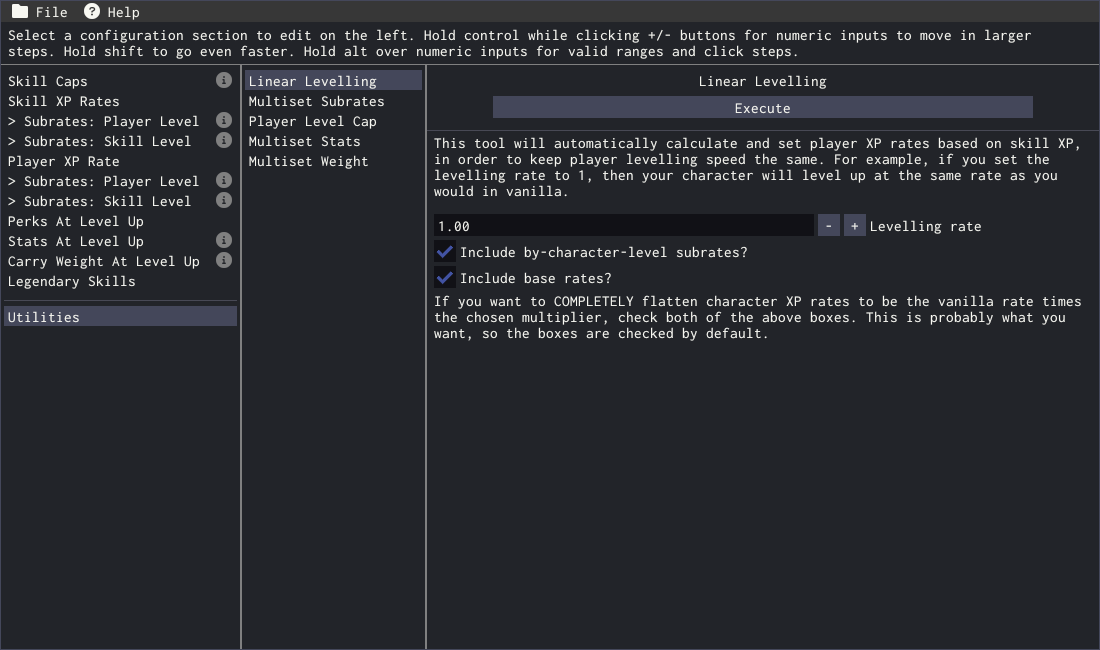 File Help
Select a configuration section to edit on the left. Hold control while clicking +/- buttons for numeric inputs to move in larger
steps. Hold shift to go even faster. Hold alt over numeric inputs for valid ranges and click steps.
Skill Caps
Skill XP Rates
> Subrates: Player Level
> Subrates: Skill Level
Player XP Rate
> Subrates: Player Level
> Subrates: Skill Level
Perks At Level Up
Stats At Level Up
Carry Weight At Level Up
Legendary Skills
Utilities
Linear Levelling
Multiset Subrates
Player Level Cap
Multiset Stats
Multiset Weight
Linear Levelling
Execute
This tool will automatically calculate and set player XP rates based on skill XP,
in order to keep player levelling speed the same. For example, if you set the
levelling rate to 1, then your character will level up at the same rate as you
would in vanilla.
1.00 - + Levelling rate
Include by-character-level subrates?
Include base rates?
If you want to COMPLETELY flatten character XP rates to be the vanilla rate times
the chosen multiplier, check both of the above boxes. This is probably what you
want, so the boxes are checked by default.